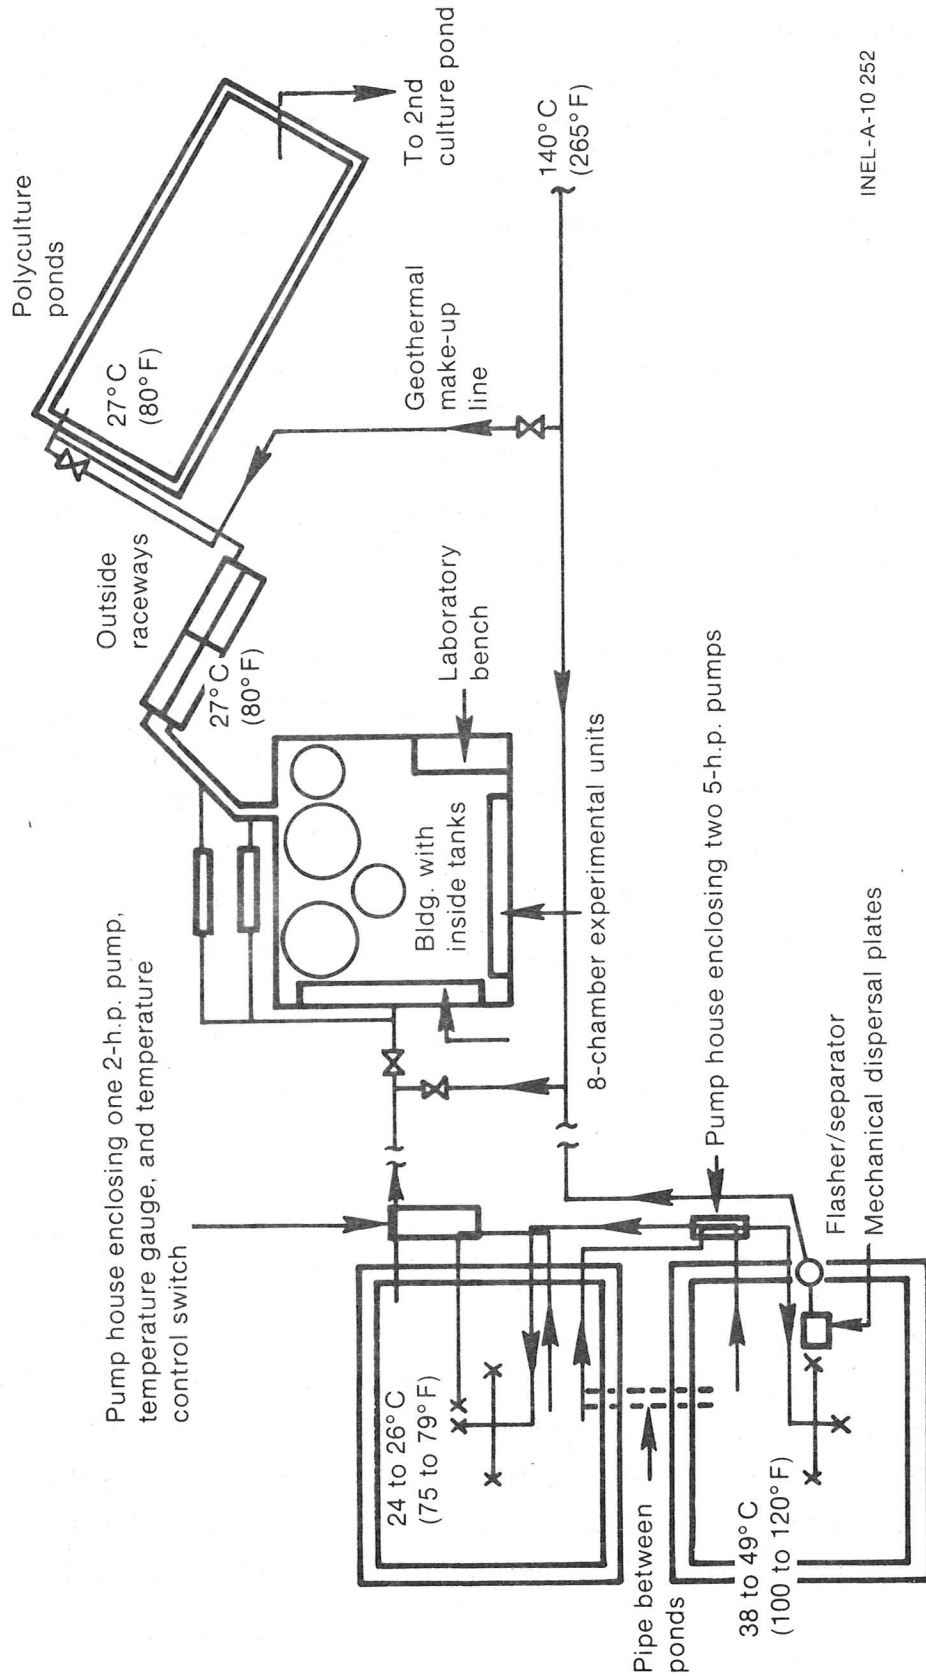 Pump house enclosing one 2-h.p. pump,
temperature gauge, and temperature
control switch
Polyculture
ponds
27°C
(80°F)
To 2nd
culture pond
Outside
raceways
27°C
(80°F)
Geothermal
make-up
line
140°C
(265°F)
Laboratory
bench
Bldg. with
inside tanks
8-chamber experimental units
24 to 26°C
(75 to 79°F)
Pump house enclosing two 5-h.p. pumps
Pipe between
ponds
38 to 49°C
(100 to 120°F)
Flasher/separator
Mechanical dispersal plates
INEL-A-10 252